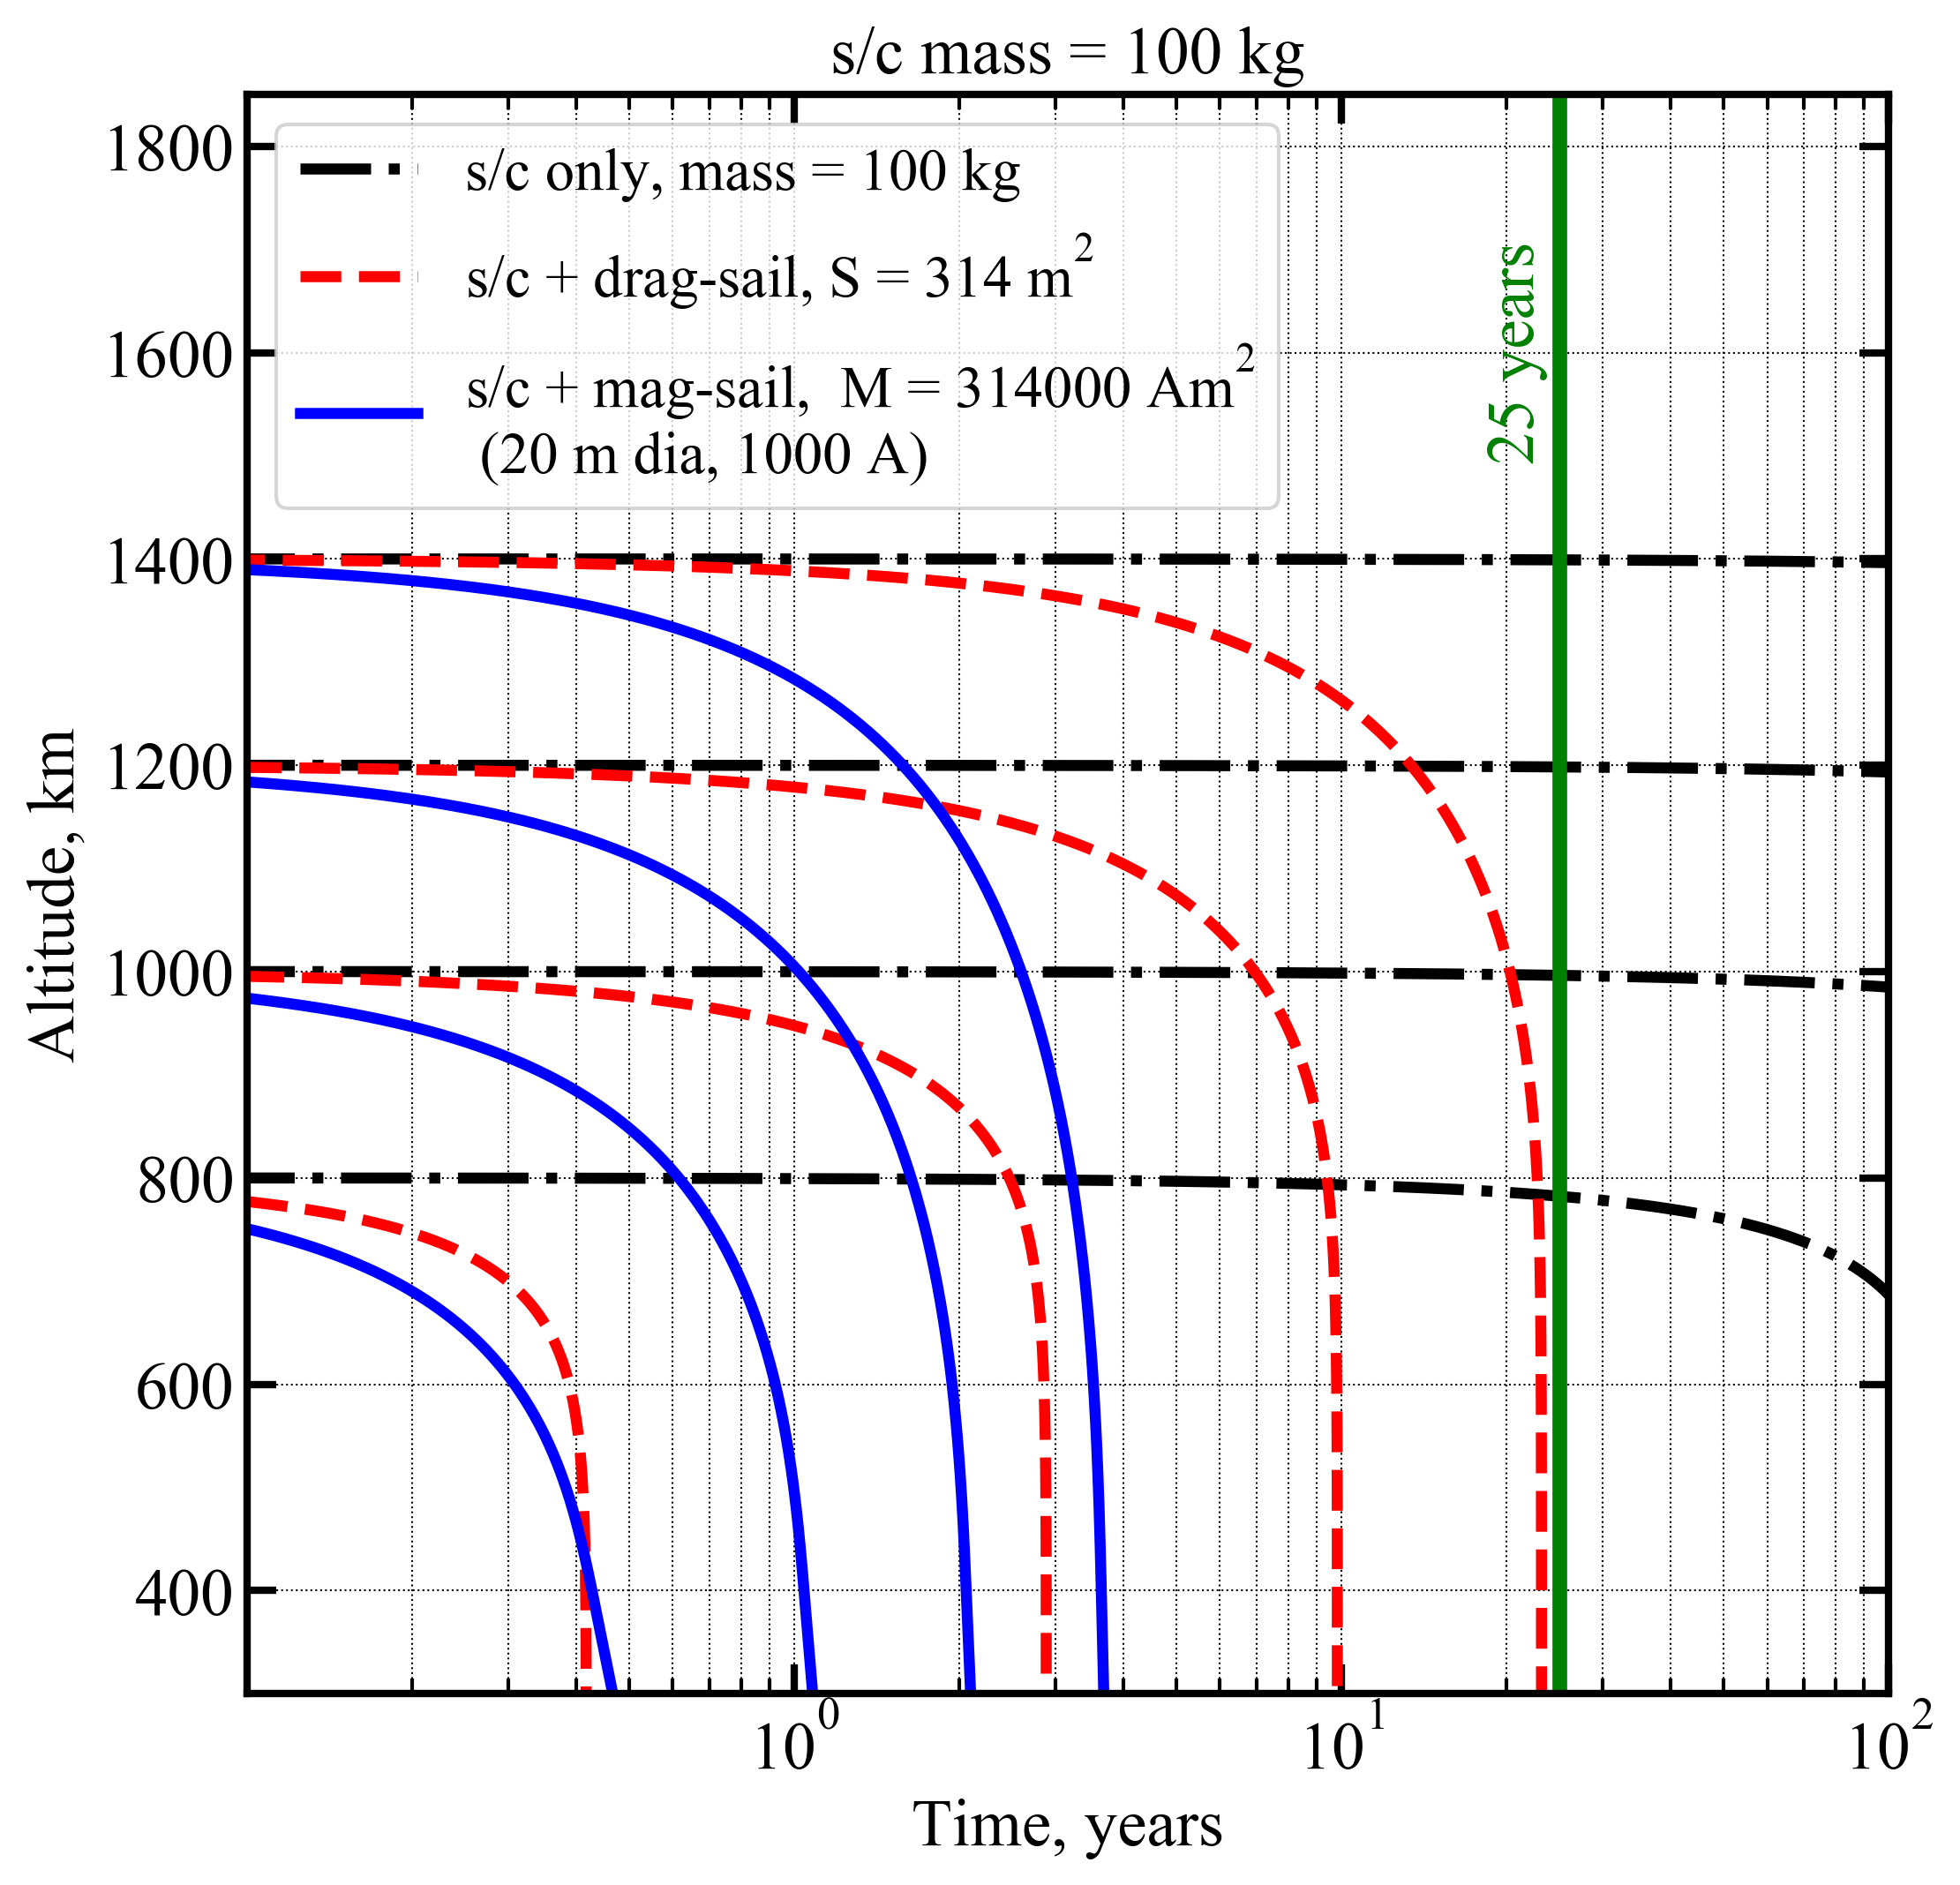 s/c mass = 100 kg
s/c only, mass = 100 kg
s/c + drag-sail, S = 314 m²
s/c + mag-sail, M = 314000 Am²
(20 m dia, 1000 A)
25 years
1800
1600
1400
1200
1000
800
600
400
Altitude, km
10⁰
10¹
10²
Time, years